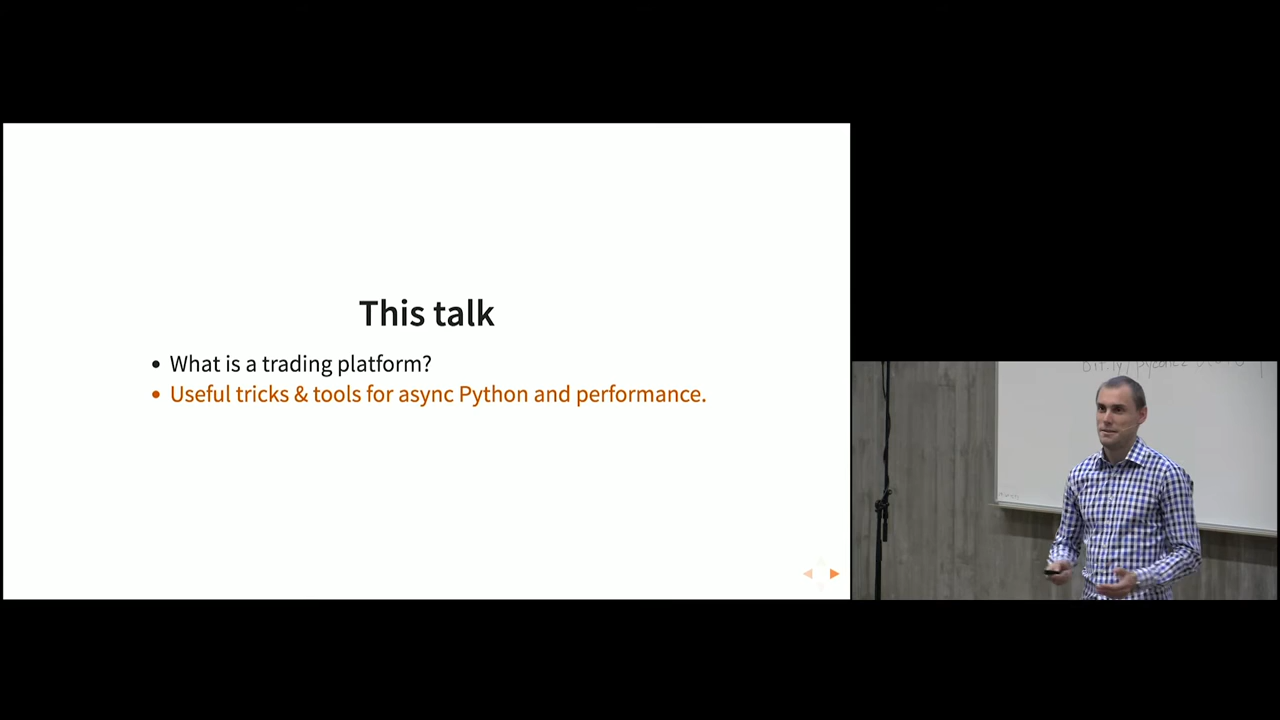 This talk
• What is a trading platform?
• Useful tricks & tools for async Python and performance.